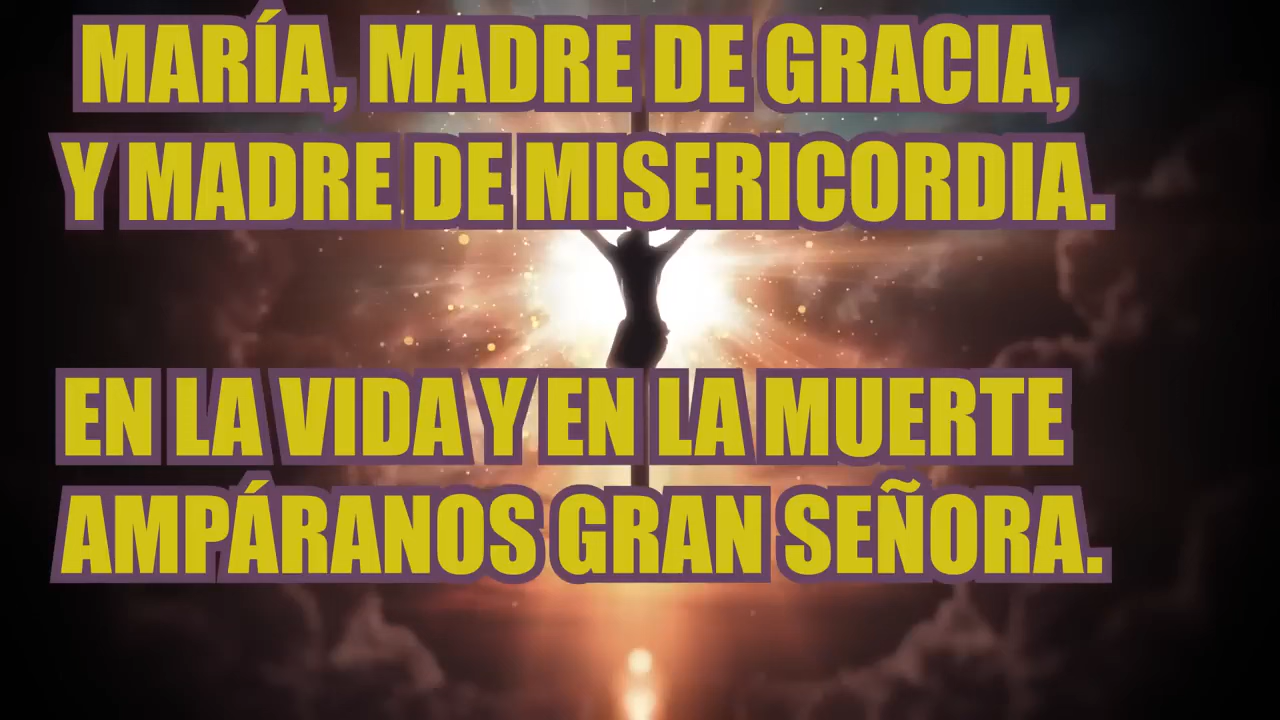 MARÍA, MADRE DE GRACIA,
Y MADRE DE MISERICORDIA.
EN LA VIDA Y EN LA MUERTE
AMPÁRANOS GRAN SEÑORA.